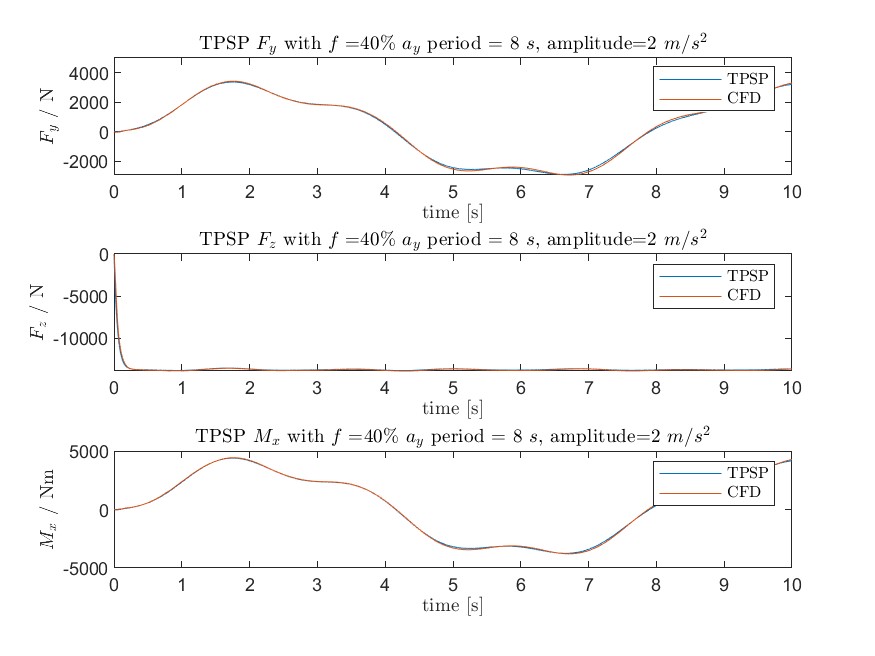 TPSP F_y with f =40% a_y period = 8 s, amplitude=2 m/s^2
4000
2000
0
-2000
F_y / N
TPSP
CFD
0 1 2 3 4 5 6 7 8 9 10
time [s]
TPSP F_z with f =40% a_y period = 8 s, amplitude=2 m/s^2
0
-5000
-10000
F_z / N
TPSP
CFD
0 1 2 3 4 5 6 7 8 9 10
time [s]
TPSP M_x with f =40% a_y period = 8 s, amplitude=2 m/s^2
5000
0
-5000
M_x / Nm
TPSP
CFD
0 1 2 3 4 5 6 7 8 9 10
time [s]